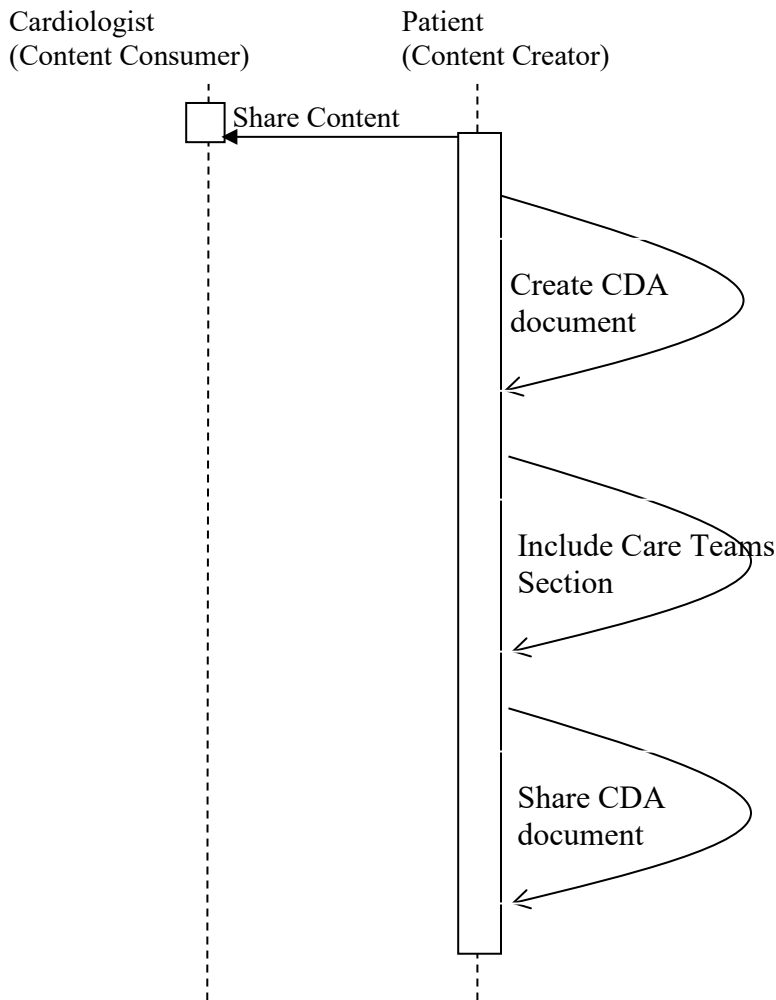 Cardiologist
(Content Consumer)
Patient
(Content Creator)
Share Content
Create CDA
document
Include Care Teams
Section
Share CDA
document